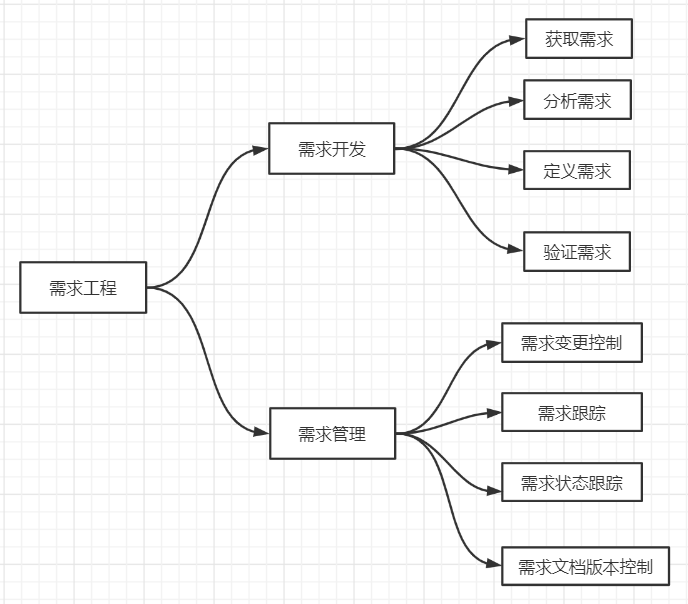 需求工程
需求开发
获取需求
分析需求
定义需求
验证需求
需求管理
需求变更控制
需求跟踪
需求状态跟踪
需求文档版本控制